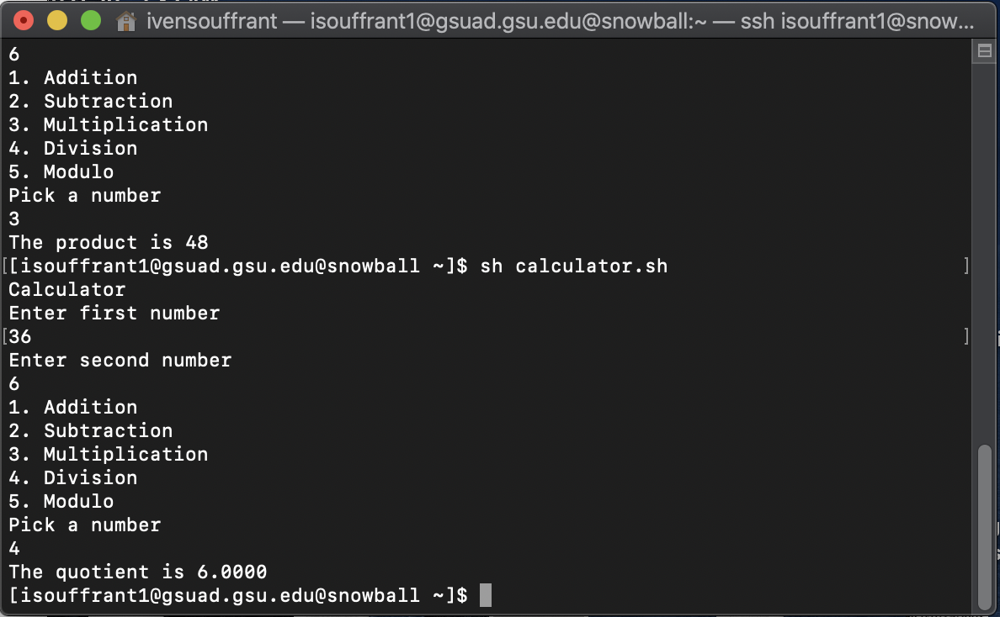 ivensouffrant — isouffrant1@gsuad.gsu.edu@snowball:~ — ssh isouffrant1@snow...
6
1. Addition
2. Subtraction
3. Multiplication
4. Division
5. Modulo
Pick a number
3
The product is 48
[[isouffrant1@gsuad.gsu.edu@snowball ~]$ sh calculator.sh ]
Calculator
Enter first number
[36 ]
Enter second number
6
1. Addition
2. Subtraction
3. Multiplication
4. Division
5. Modulo
Pick a number
4
The quotient is 6.0000
[isouffrant1@gsuad.gsu.edu@snowball ~]$